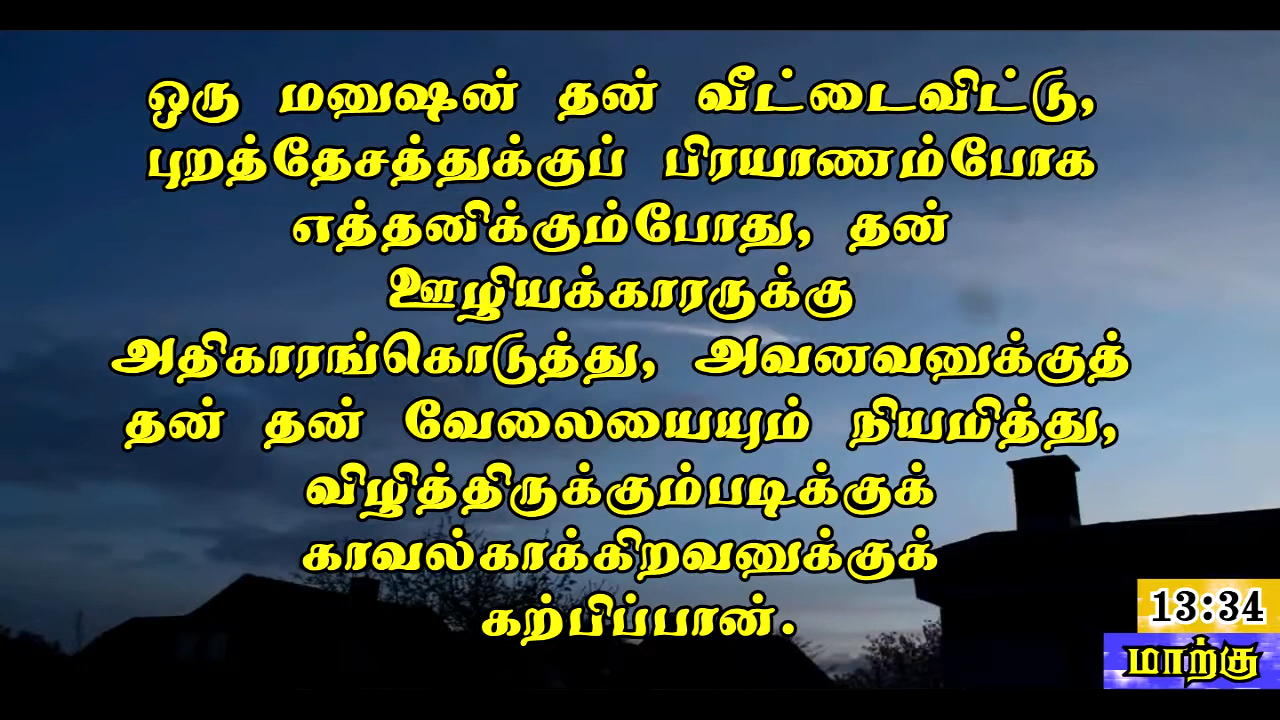 ஒரு மனுஷன் தன் வீட்டைவிட்டு,
புறத்தேசத்துக்குப் பிரயாணம்போக
எத்தனிக்கும்போது, தன்
ஊழியக்காரருக்கு
அதிகாரங்கொடுத்து, அவனவனுக்குத்
தன் தன் வேலையையும் நியமித்து,
விழித்திருக்கும்படிக்குக்
காவல்காக்கிறவனுக்குக்
கற்பிப்பான்.
13:34
மாற்கு